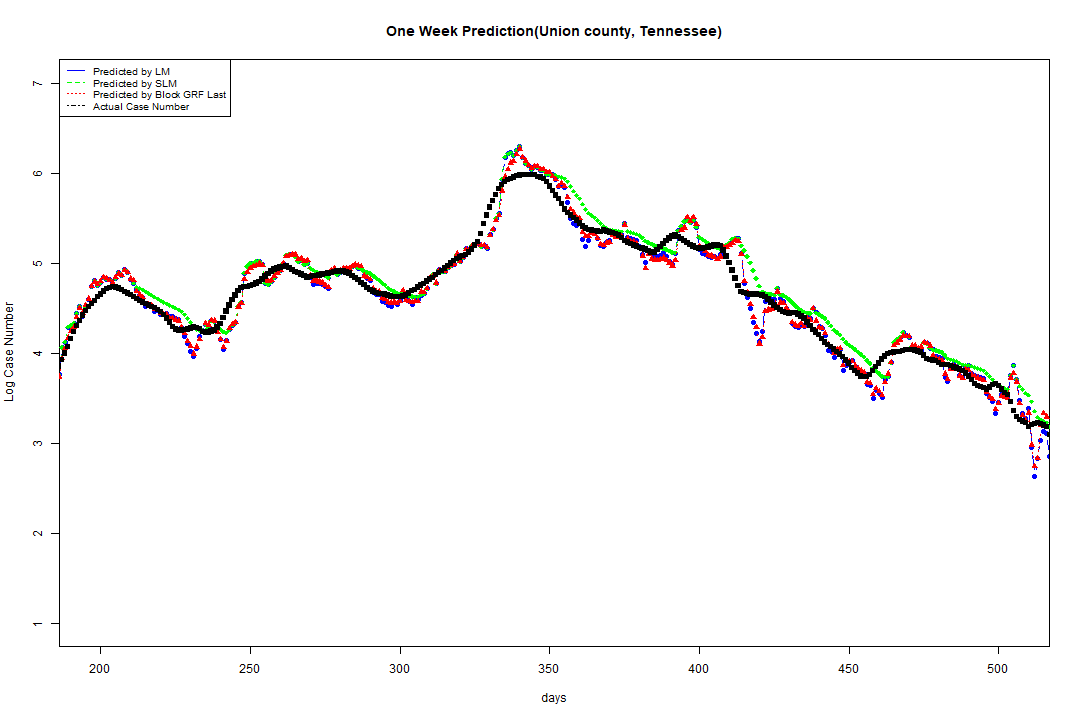 One Week Prediction(Union county, Tennessee)
Predicted by LM
Predicted by SLM
Predicted by Block GRF Last
Actual Case Number
7
6
5
4
3
2
1
Log Case Number
200 250 300 350 400 450 500
days